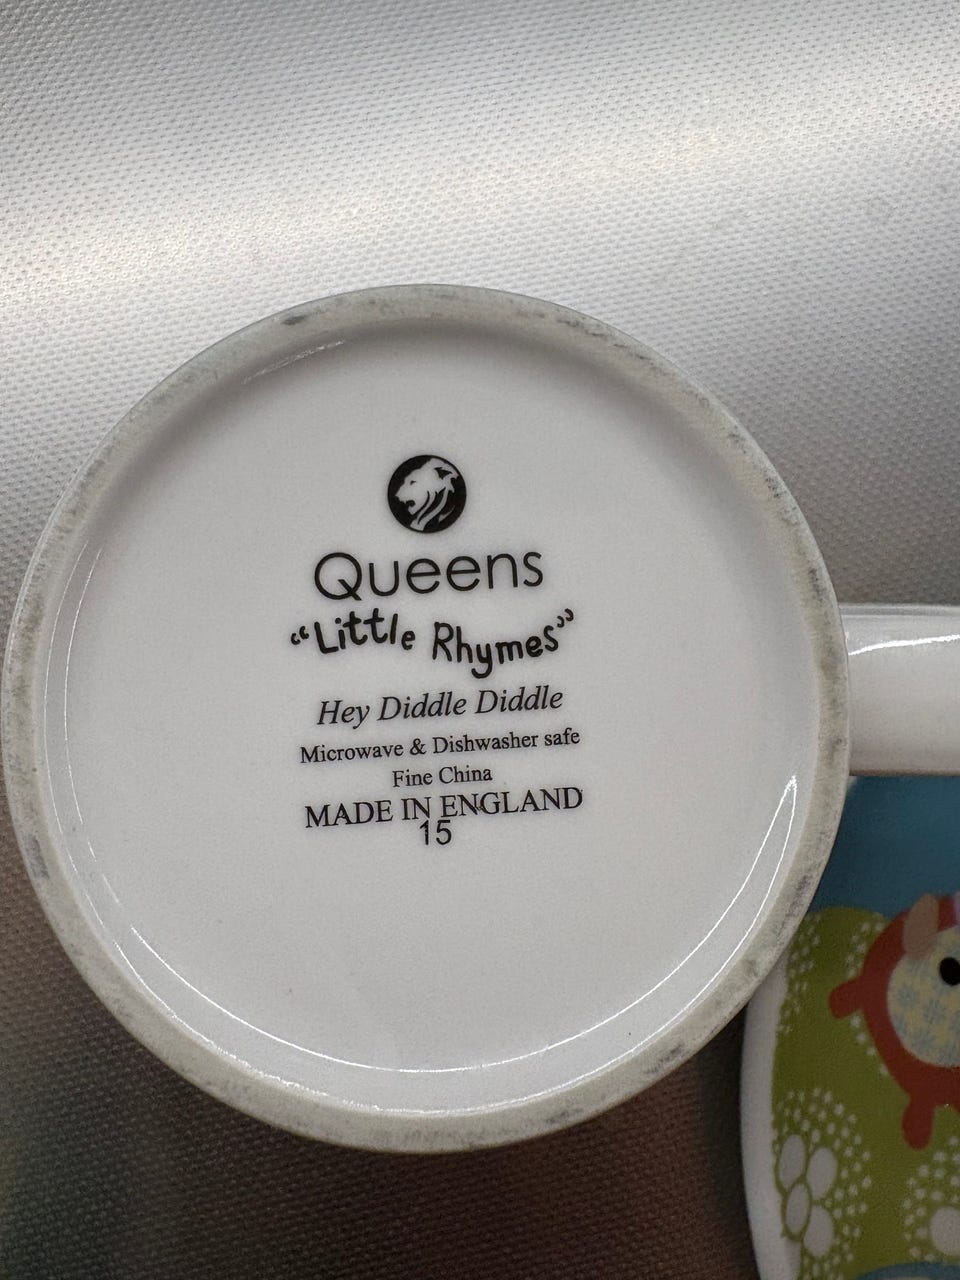 Queens
“Little Rhymes”
Hey Diddle Diddle
Microwave & Dishwasher safe
Fine China
MADE IN ENGLAND
15